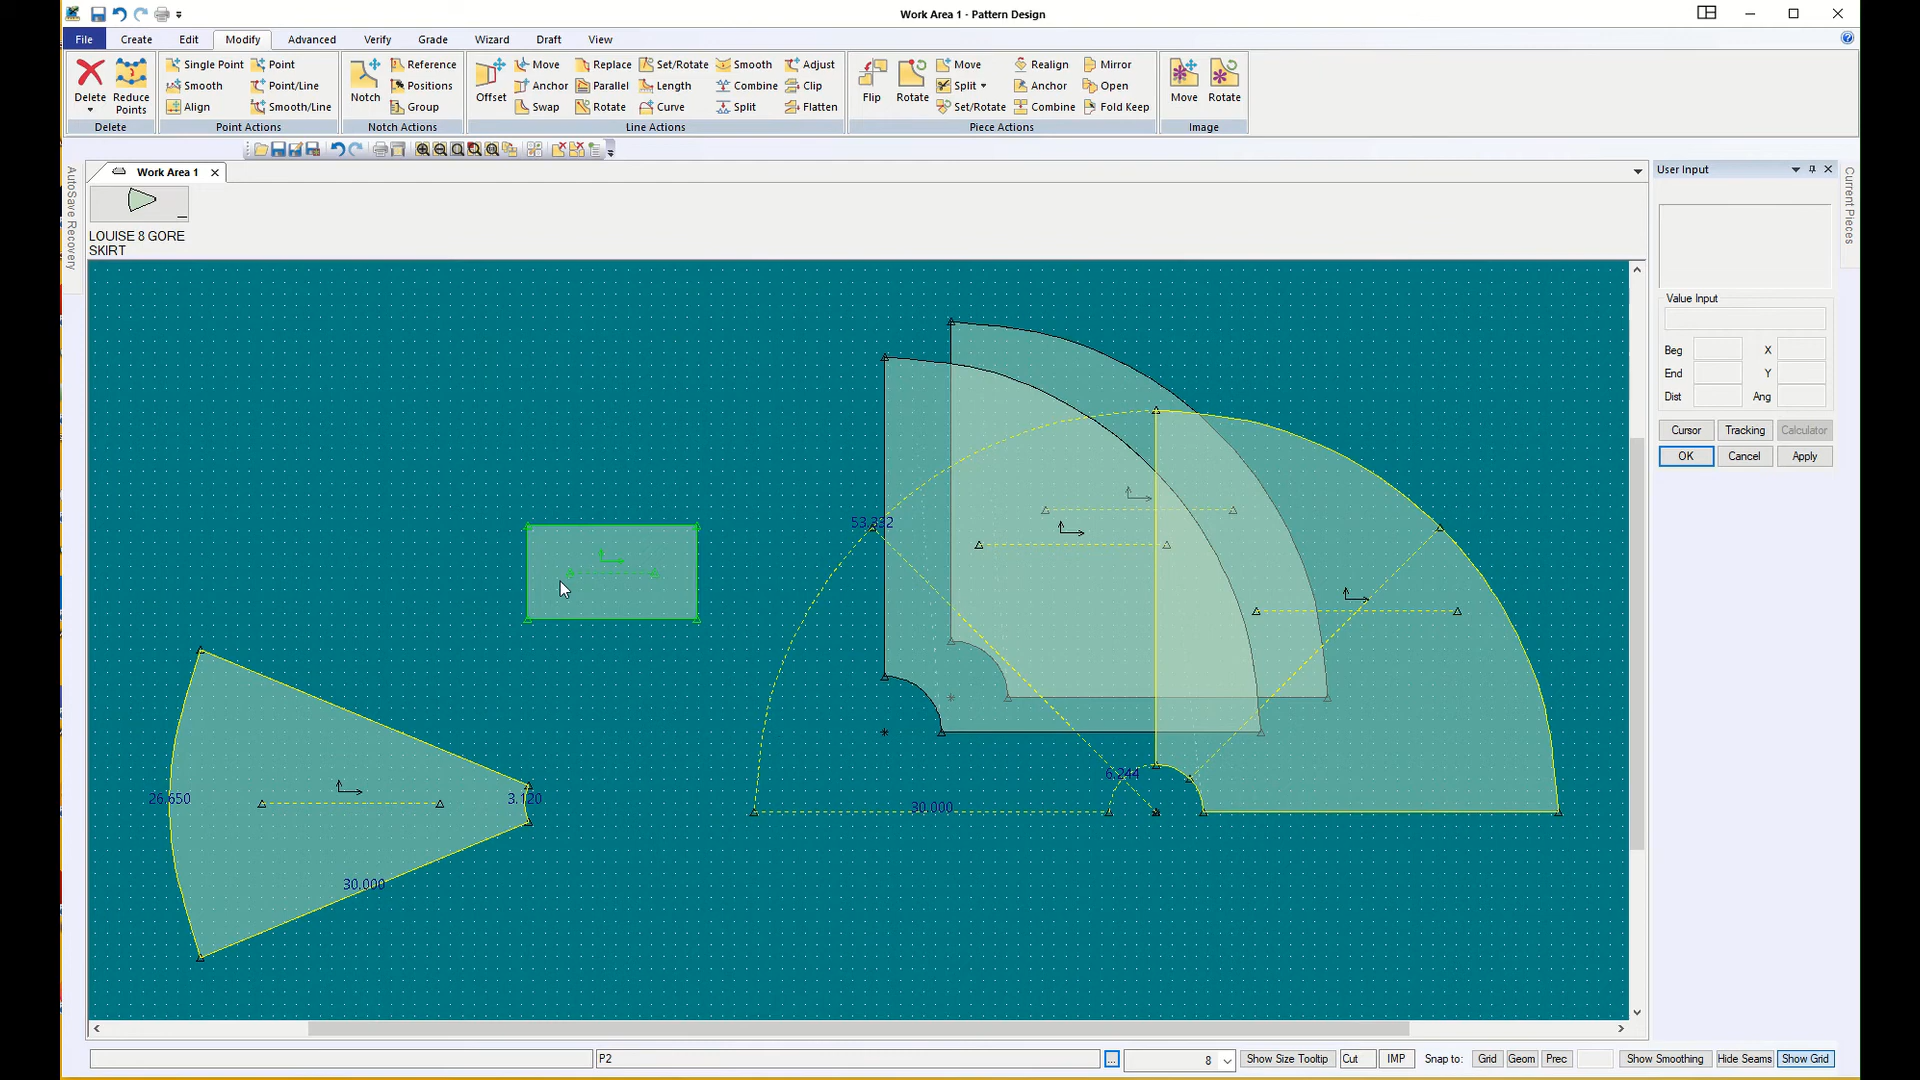 Work Area 1 - Pattern Design
File Create Edit Modify Advanced Verify Grade Wizard Draft View
Delete Reduce Points Delete
Single Point Point
Smooth Point/Line
Align Smooth/Line
Point Actions
Notch Reference
Positions
Group
Notch Actions
Offset Move Replace Set/Rotate Smooth Adjust
Anchor Parallel Length Combine Clip
Swap Rotate Curve Split Flatten
Line Actions
Flip Rotate Move Realign Mirror
Split Anchor Open
Set/Rotate Combine Fold Keep
Piece Actions
Move Rotate
Image
AutoSave Recovery
Work Area 1
LOUISE 8 GORE
SKIRT
User Input
Current Pieces
Value Input
Beg X
End Y
Dist Ang
Cursor Tracking Calculator
OK Cancel Apply
6.244
30.000
26.650
3.120
30.000
P2 ... 8 Show Size Tooltip Cut IMP Snap to: Grid Geom Prec Show Smoothing Hide Seams Show Grid